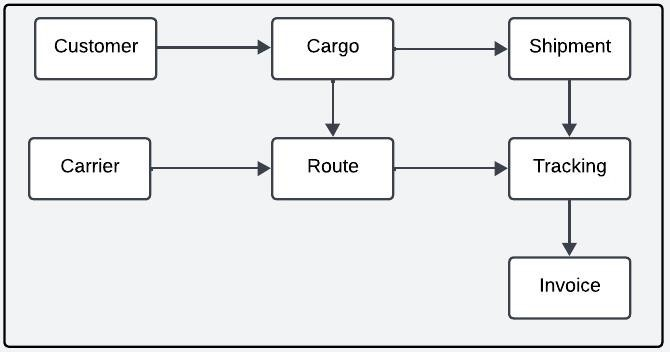 Customer
Cargo
Shipment
Carrier
Route
Tracking
Invoice